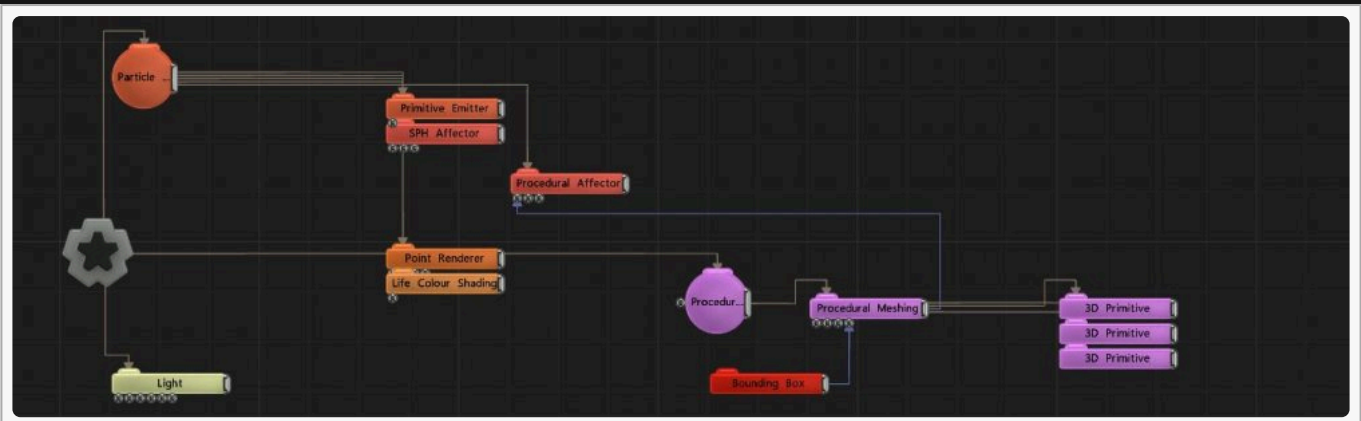 Particle ...
Primitive Emitter
SPH Affector
Procedural Affector
Point Renderer
Life Colour Shading
Procedur...
Procedural Meshing
3D Primitive
3D Primitive
3D Primitive
Light
Bounding Box